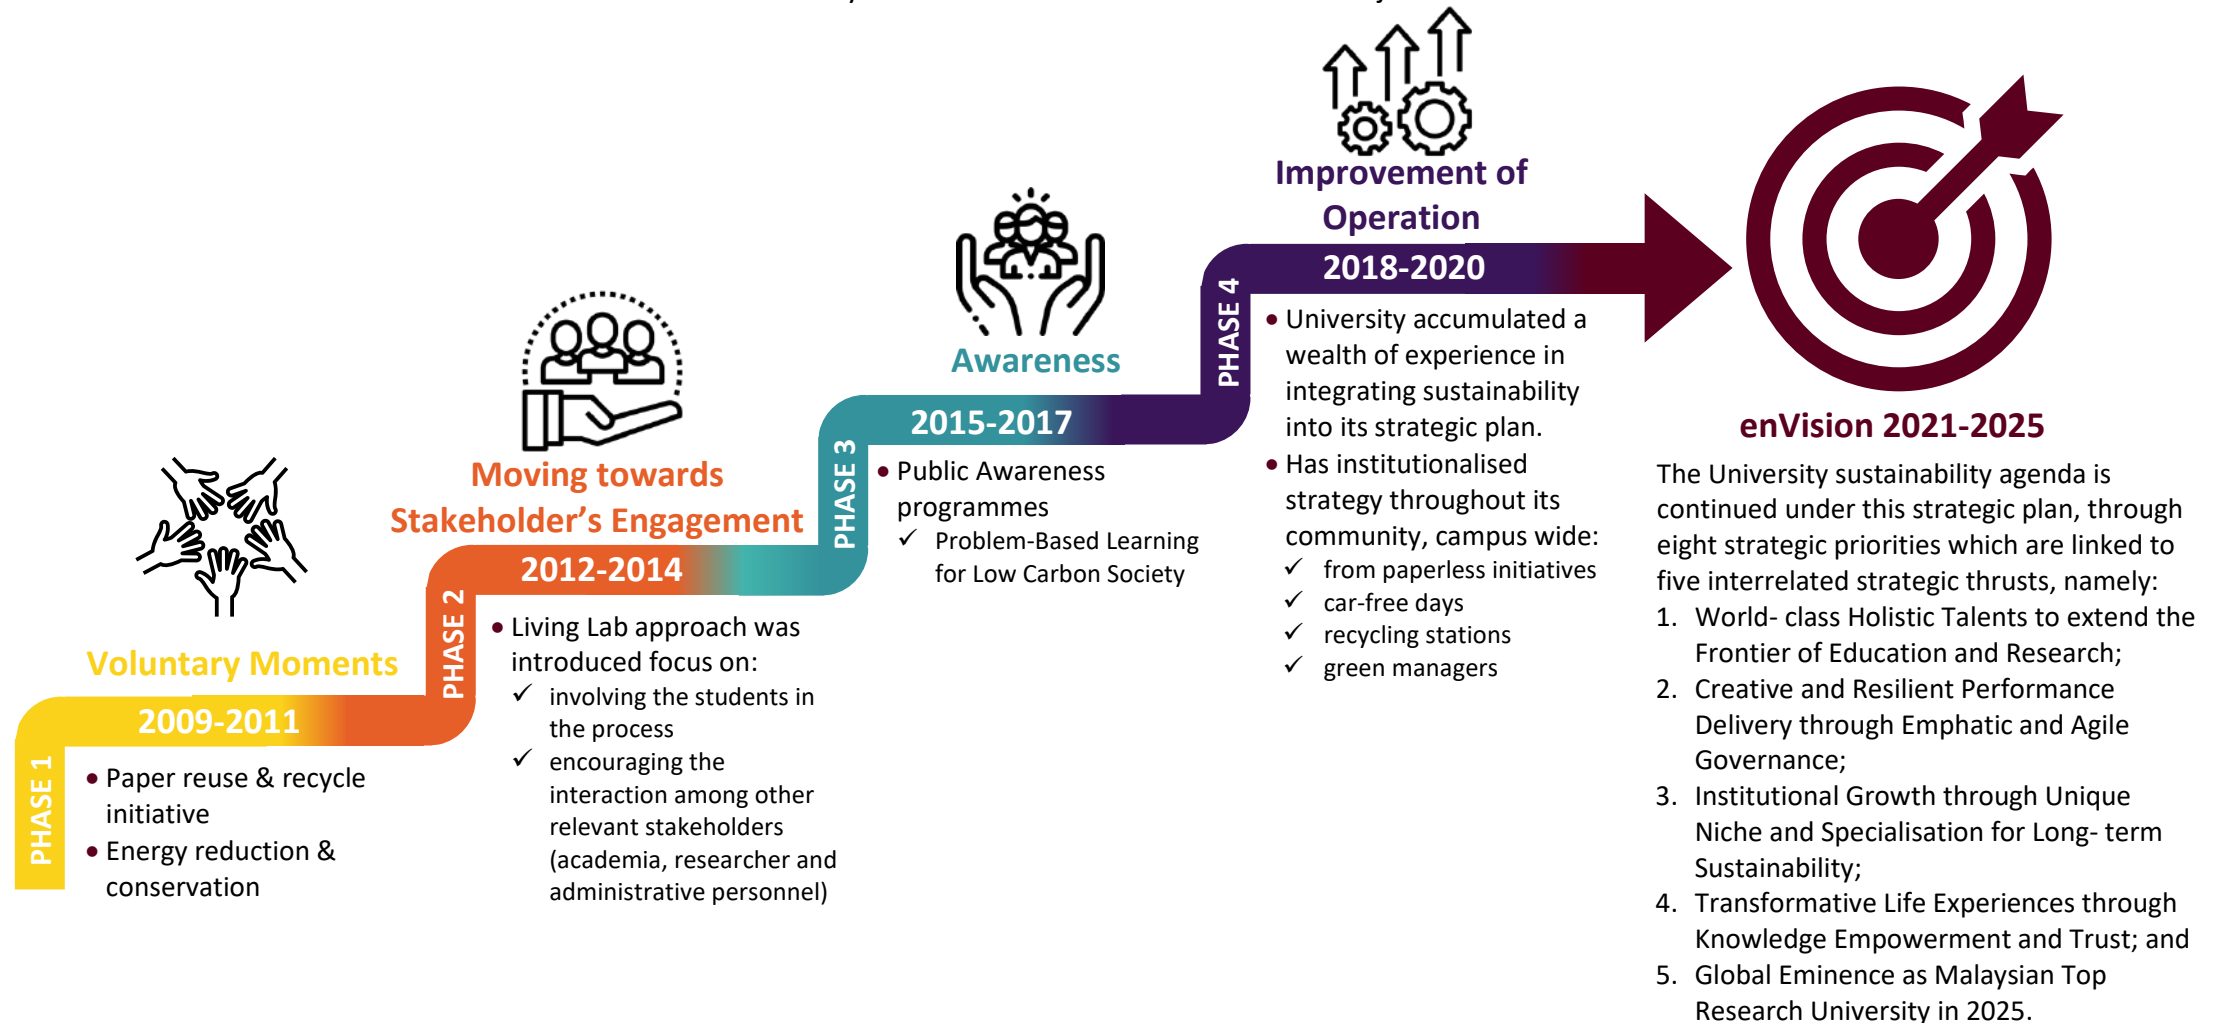 Voluntary Moments
2009-2011
PHASE 1
• Paper reuse & recycle
initiative
• Energy reduction &
conservation
Moving towards
Stakeholder’s Engagement
2012-2014
PHASE 2
• Living Lab approach was
introduced focus on:
✓ involving the students in
the process
✓ encouraging the
interaction among other
relevant stakeholders
(academia, researcher and
administrative personnel)
Awareness
2015-2017
PHASE 3
• Public Awareness
programmes
✓ Problem-Based Learning
for Low Carbon Society
Improvement of
Operation
2018-2020
PHASE 4
• University accumulated a
wealth of experience in
integrating sustainability
into its strategic plan.
• Has institutionalised
strategy throughout its
community, campus wide:
✓ from paperless initiatives
✓ car-free days
✓ recycling stations
✓ green managers
enVision 2021-2025
The University sustainability agenda is
continued under this strategic plan, through
eight strategic priorities which are linked to
five interrelated strategic thrusts, namely:
1. World- class Holistic Talents to extend the
Frontier of Education and Research;
2. Creative and Resilient Performance
Delivery through Emphatic and Agile
Governance;
3. Institutional Growth through Unique
Niche and Specialisation for Long- term
Sustainability;
4. Transformative Life Experiences through
Knowledge Empowerment and Trust; and
5. Global Eminence as Malaysian Top
Research University in 2025.